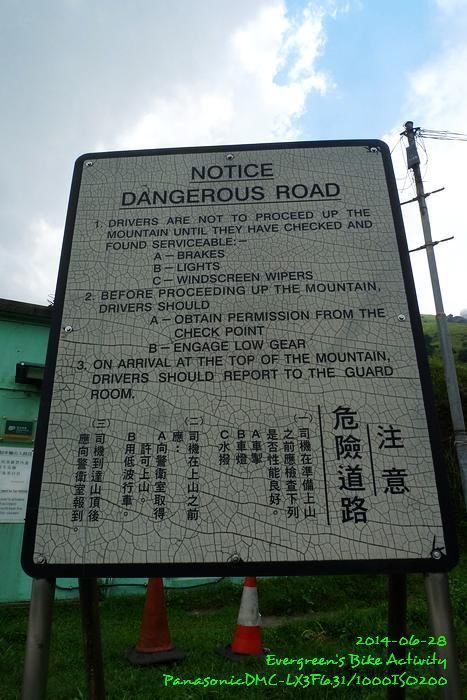 NOTICE
DANGEROUS ROAD
1. DRIVERS ARE NOT TO PROCEED UP THE
MOUNTAIN UNTIL THEY HAVE CHECKED AND
FOUND SERVICEABLE:—
A — BRAKES
B — LIGHTS
C — WINDSCREEN WIPERS
2. BEFORE PROCEEDING UP THE MOUNTAIN,
DRIVERS SHOULD
A — OBTAIN PERMISSION FROM THE
CHECK POINT
B — ENGAGE LOW GEAR
3. ON ARRIVAL AT THE TOP OF THE MOUNTAIN,
DRIVERS SHOULD REPORT TO THE GUARD
ROOM.
注意
危險道路
(一)司機在準備上山
之前應檢查下列
是否性能良好。
A車掣
B車燈
C水撥
(二)司機在上山之前
應:
A向警衛室取得
許可上山。
B用低波行車。
(三)司機到達山頂後
應向警衛室報到。
2014-06-28
Evergreen's Bike Activity
PanasonicDMC-LX3F6.31/1000ISO200